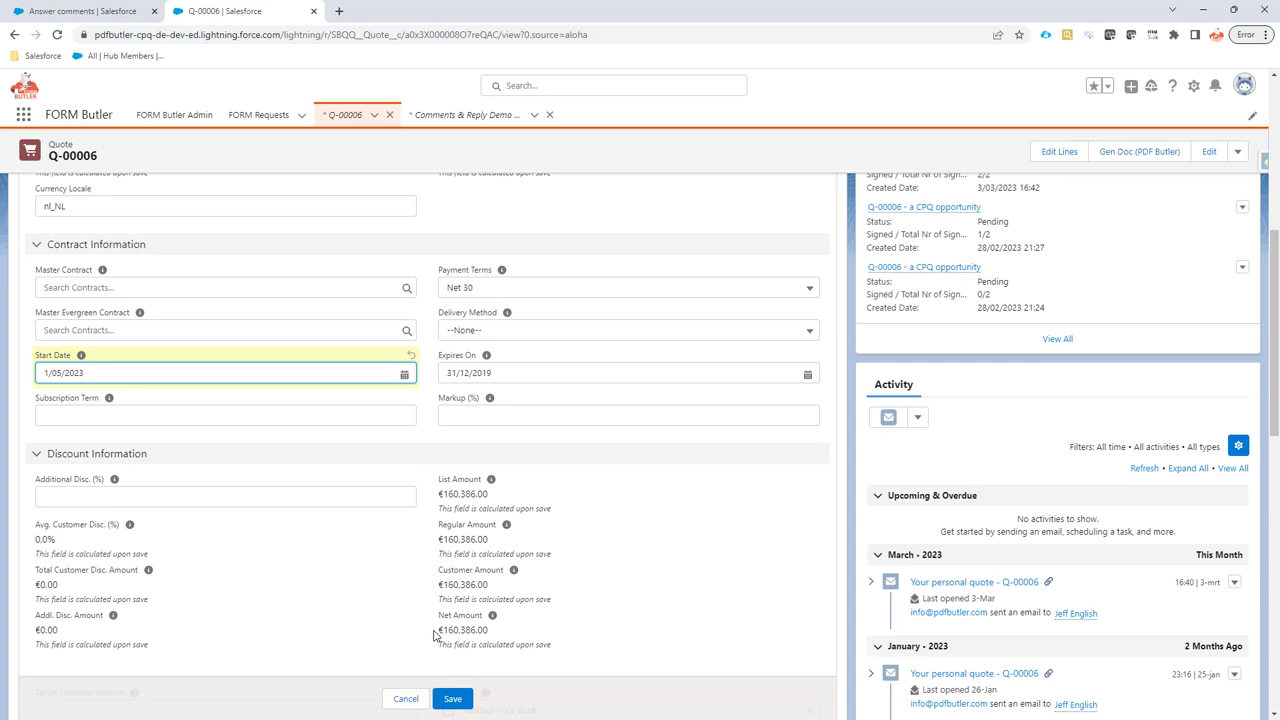 Answer comments | Salesforce
Q-00006 | Salesforce
pdfbutler-cpq-de-dev-ed.lightning.force.com/lightning/r/SBQQ__Quote__c/a0x3X000008O7reQAC/view?0.source=aloha
Error
Salesforce
All | Hub Members |...
Search...
FORM Butler
FORM Butler Admin
FORM Requests
* Q-00006
* Comments & Reply Demo ...
Quote
Q-00006
Edit Lines
Gen Doc (PDF Butler)
Edit
This field is calculated upon save
This field is calculated upon save
Currency Locale
nl_NL
Contract Information
Master Contract
Search Contracts...
Payment Terms
Net 30
Master Evergreen Contract
Search Contracts...
Delivery Method
--None--
Start Date
1/05/2023
Expires On
31/12/2019
Subscription Term
Markup (%)
Discount Information
Additional Disc. (%)
List Amount
€160,386.00
This field is calculated upon save
Avg. Customer Disc. (%)
0.0%
This field is calculated upon save
Regular Amount
€160,386.00
This field is calculated upon save
Total Customer Disc. Amount
€0.00
This field is calculated upon save
Customer Amount
€160,386.00
This field is calculated upon save
Addl. Disc. Amount
€0.00
This field is calculated upon save
Net Amount
€160,386.00
This field is calculated upon save
Target Customer Amount
Cancel
Save
Price Book
Signed / Total Nr of Sign...
2/2
Created Date:
3/03/2023 16:42
Q-00006 - a CPQ opportunity
Status:
Pending
Signed / Total Nr of Sign...
1/2
Created Date:
28/02/2023 21:27
Q-00006 - a CPQ opportunity
Status:
Pending
Signed / Total Nr of Sign...
0/2
Created Date:
28/02/2023 21:24
View All
Activity
Filters: All time • All activities • All types
Refresh • Expand All • View All
Upcoming & Overdue
No activities to show.
Get started by sending an email, scheduling a task, and more.
March • 2023
This Month
Your personal quote - Q-00006
16:40 | 3-mrt
Last opened 3-Mar
info@pdfbutler.com sent an email to Jeff English
January • 2023
2 Months Ago
Your personal quote - Q-00006
23:16 | 25-jan
Last opened 26-Jan
info@pdfbutler.com sent an email to Jeff English